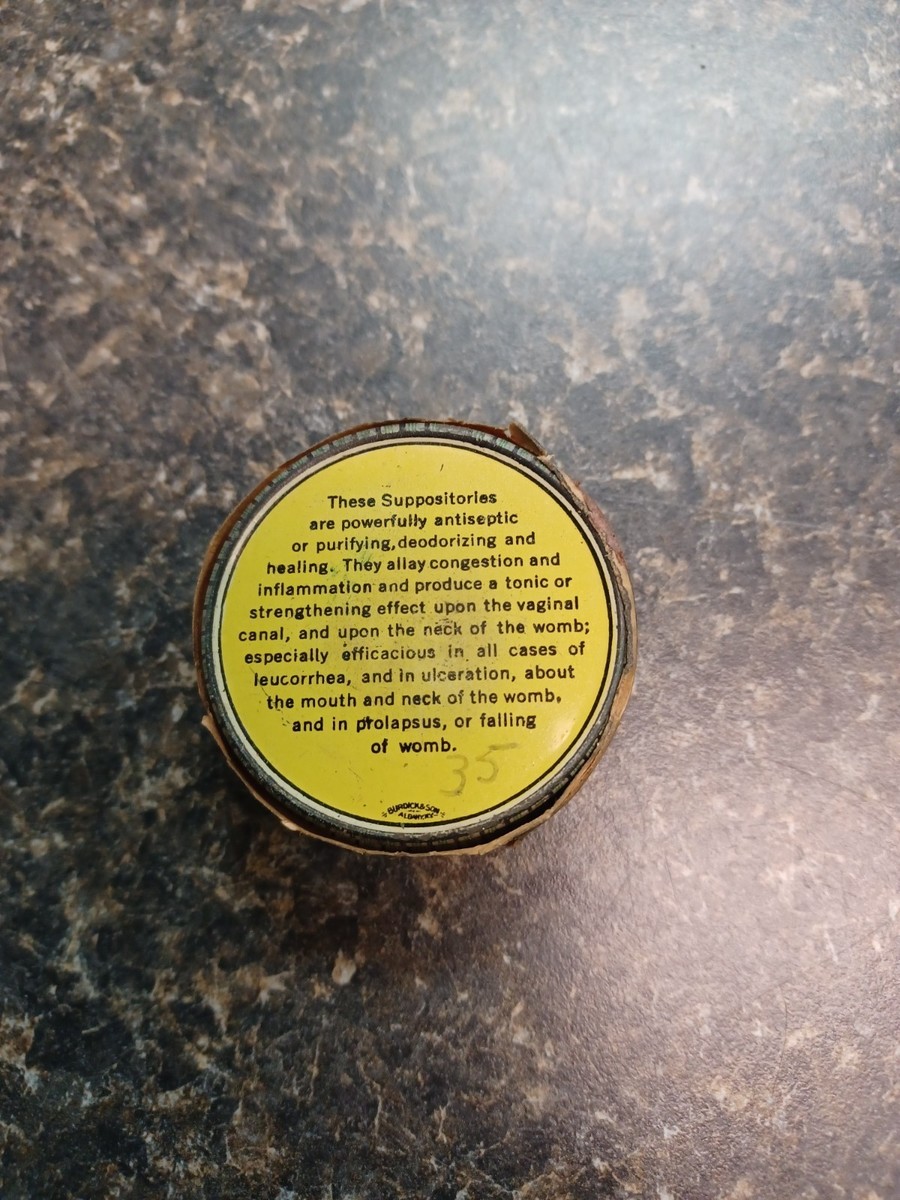 These Suppositories
are powerfully antiseptic
or purifying, deodorizing and
healing. They allay congestion and
inflammation and produce a tonic or
strengthening effect upon the vaginal
canal, and upon the neck of the womb;
especially efficacious in all cases of
leucorrhea, and in ulceration, about
the mouth and neck of the womb,
and in prolapsus, or falling
of womb.
35
BURDICK & SON
ALBANY, N.Y.